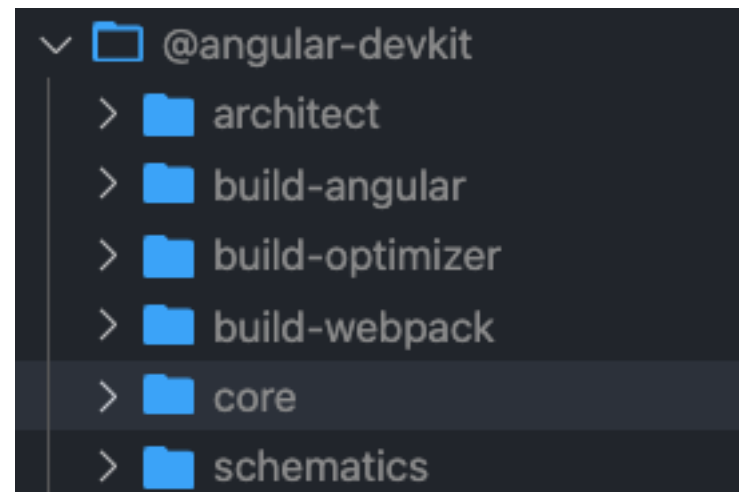 @angular-devkit
architect
build-angular
build-optimizer
build-webpack
core
schematics